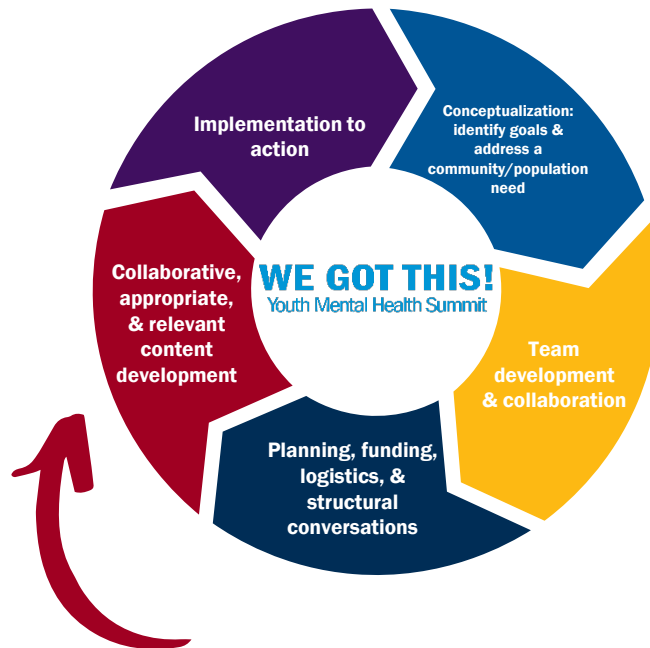 Implementation to
action
Conceptualization:
identify goals &
address a
community/population
need
Collaborative,
appropriate,
& relevant
content
development
WE GOT THIS!
Youth Mental Health Summit
Team
development
& collaboration
Planning, funding,
logistics, &
structural
conversations